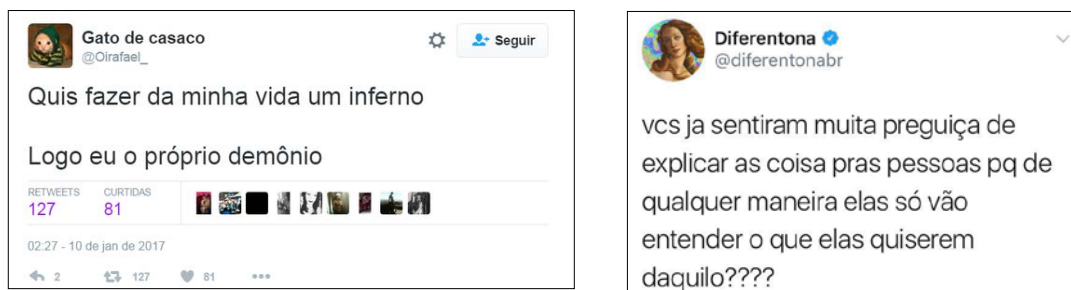 Gato de casaco
@Oirafael_
Seguir
Quis fazer da minha vida um inferno
Logo eu o próprio demônio
RETWEETS CURTIDAS
127 81
02:27 - 10 de jan de 2017
2 127 81
Diferentona
@diferentonabr
vcs ja sentiram muita preguiça de
explicar as coisa pras pessoas pq de
qualquer maneira elas só vão
entender o que elas quiserem
daquilo????